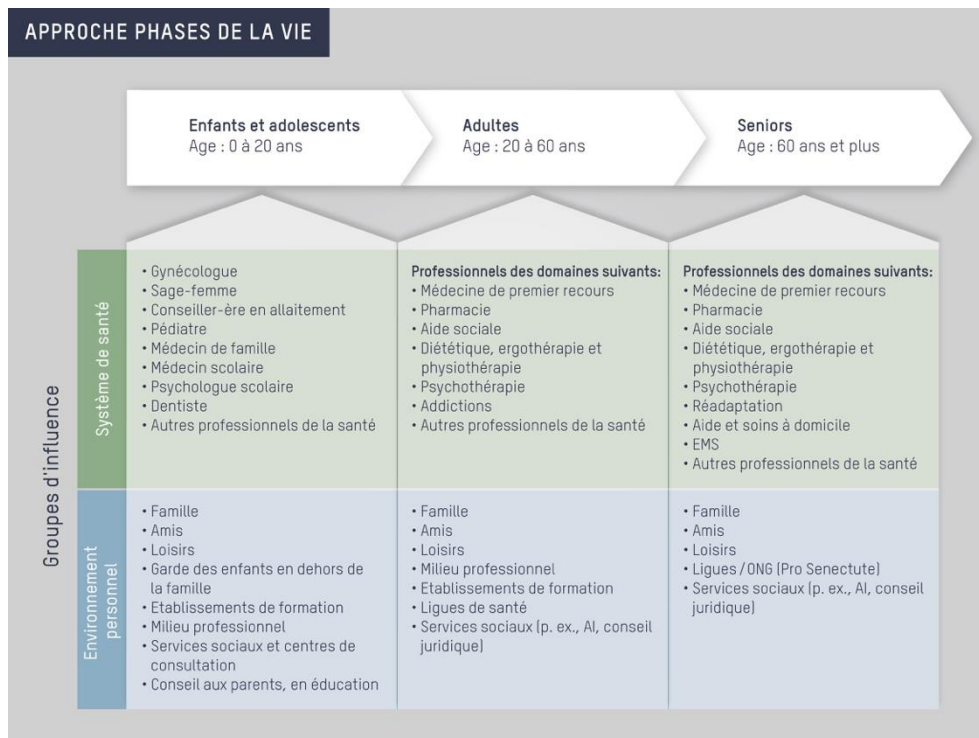 APPROCHE PHASES DE LA VIE
Enfants et adolescents
Age : 0 à 20 ans
Adultes
Age : 20 à 60 ans
Seniors
Age : 60 ans et plus
Groupes d'influence
Système de santé
• Gynécologue
• Sage-femme
• Conseiller-ère en allaitement
• Pédiatre
• Médecin de famille
• Médecin scolaire
• Psychologue scolaire
• Dentiste
• Autres professionnels de la santé
Professionnels des domaines suivants:
• Médecine de premier recours
• Pharmacie
• Aide sociale
• Diététique, ergothérapie et
physiothérapie
• Psychothérapie
• Addictions
• Autres professionnels de la santé
Professionnels des domaines suivants:
• Médecine de premier recours
• Pharmacie
• Aide sociale
• Diététique, ergothérapie et
physiothérapie
• Psychothérapie
• Réadaptation
• Aide et soins à domicile
• EMS
• Autres professionnels de la santé
Environnement
personnel
• Famille
• Amis
• Loisirs
• Garde des enfants en dehors de
la famille
• Etablissements de formation
• Milieu professionnel
• Services sociaux et centres de
consultation
• Conseil aux parents, en éducation
• Famille
• Amis
• Loisirs
• Milieu professionnel
• Etablissements de formation
• Ligues de santé
• Services sociaux (p. ex., AI, conseil
juridique)
• Famille
• Amis
• Loisirs
• Ligues/ONG (Pro Senectute)
• Services sociaux (p. ex., AI, conseil
juridique)